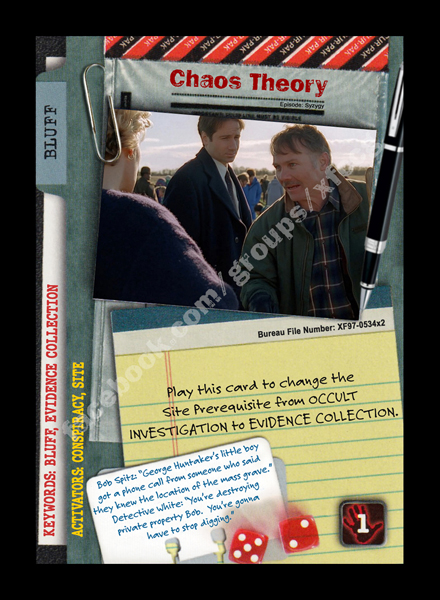 UR-PAK
Chaos Theory
Episode: Syzygy
BLUFF
facebook.com/groups/xf
Bureau File Number: XF97-0534x2
Play this card to change the
Site Prerequisite from OCCULT
INVESTIGATION to EVIDENCE COLLECTION.
KEYWORDS: BLUFF, EVIDENCE COLLECTION
ACTIVATORS: CONSPIRACY, SITE
Bob Spitz: "George Huntaker's little boy
got a phone call from someone who said
they knew the location of the mass grave."
Detective White: "You're destroying
private property Bob. You're gonna
have to stop digging."
1